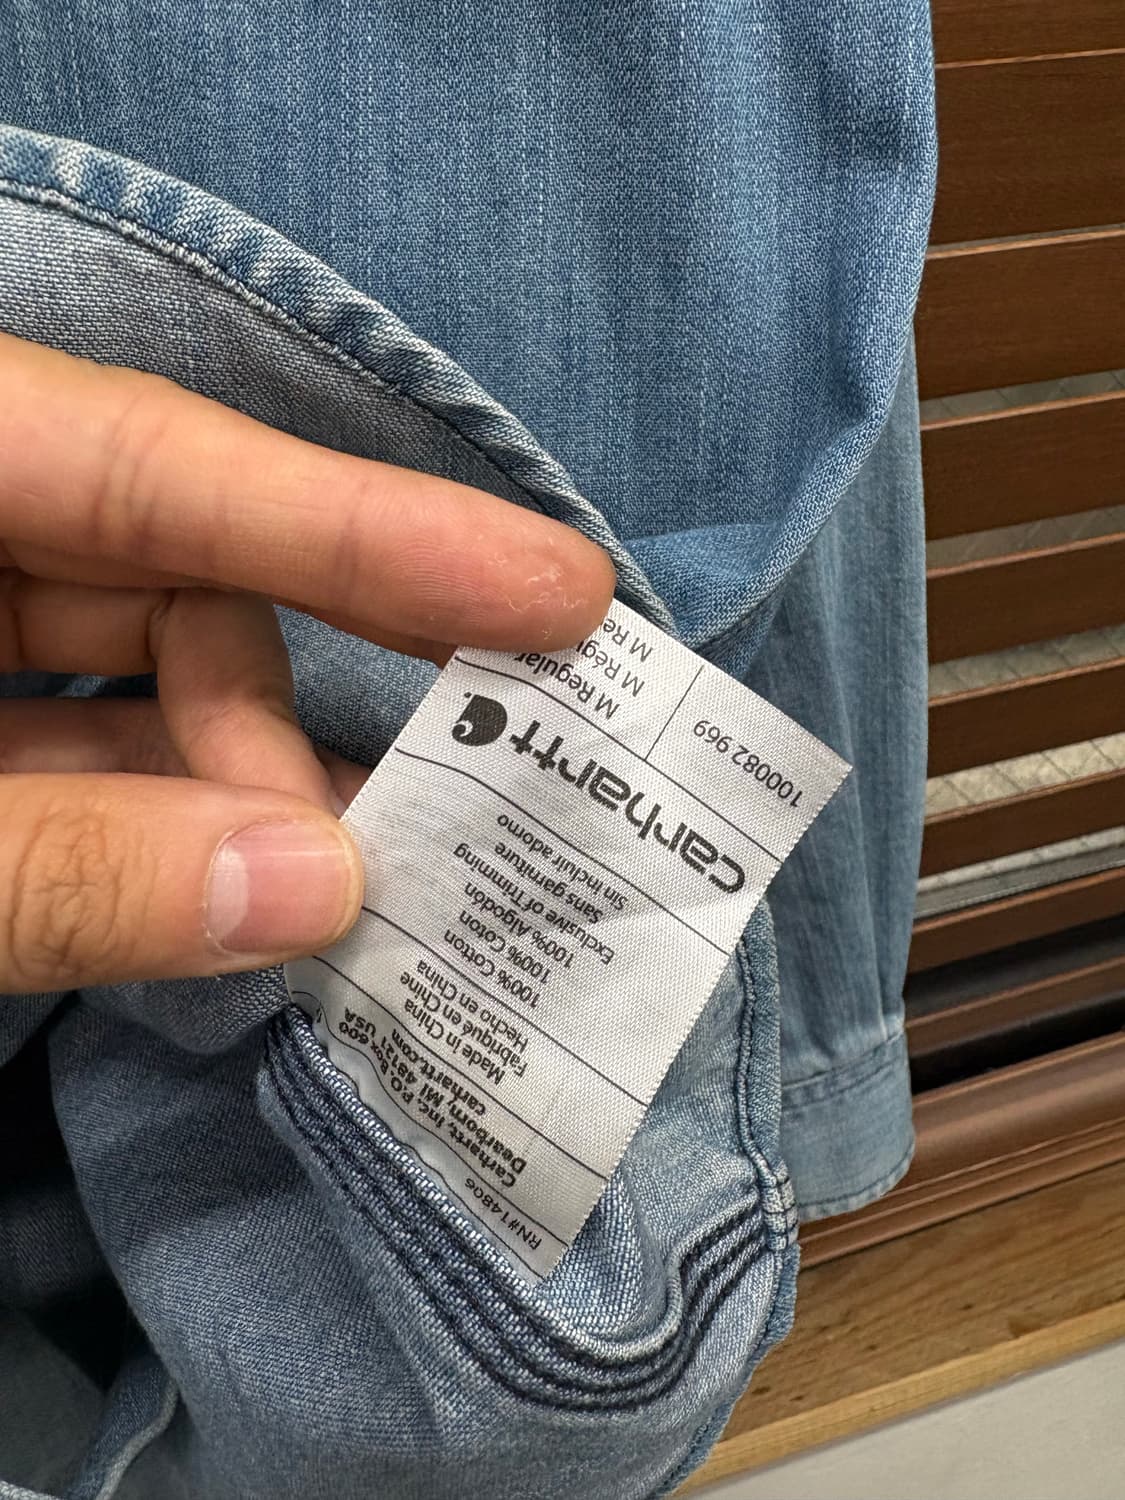 100082 969
M Regular
M Régu
M Re
carhartt
Exclusive of Trimming
Sans garniture
Sin incluir adorno
100% Cotton
100% Coton
100% Algodón
Made in China
Fabriqué en Chine
Hecho en China
Carhartt, Inc. P.O. Box 600
Dearborn, MI 48121 USA
carhartt.com
RN#14806